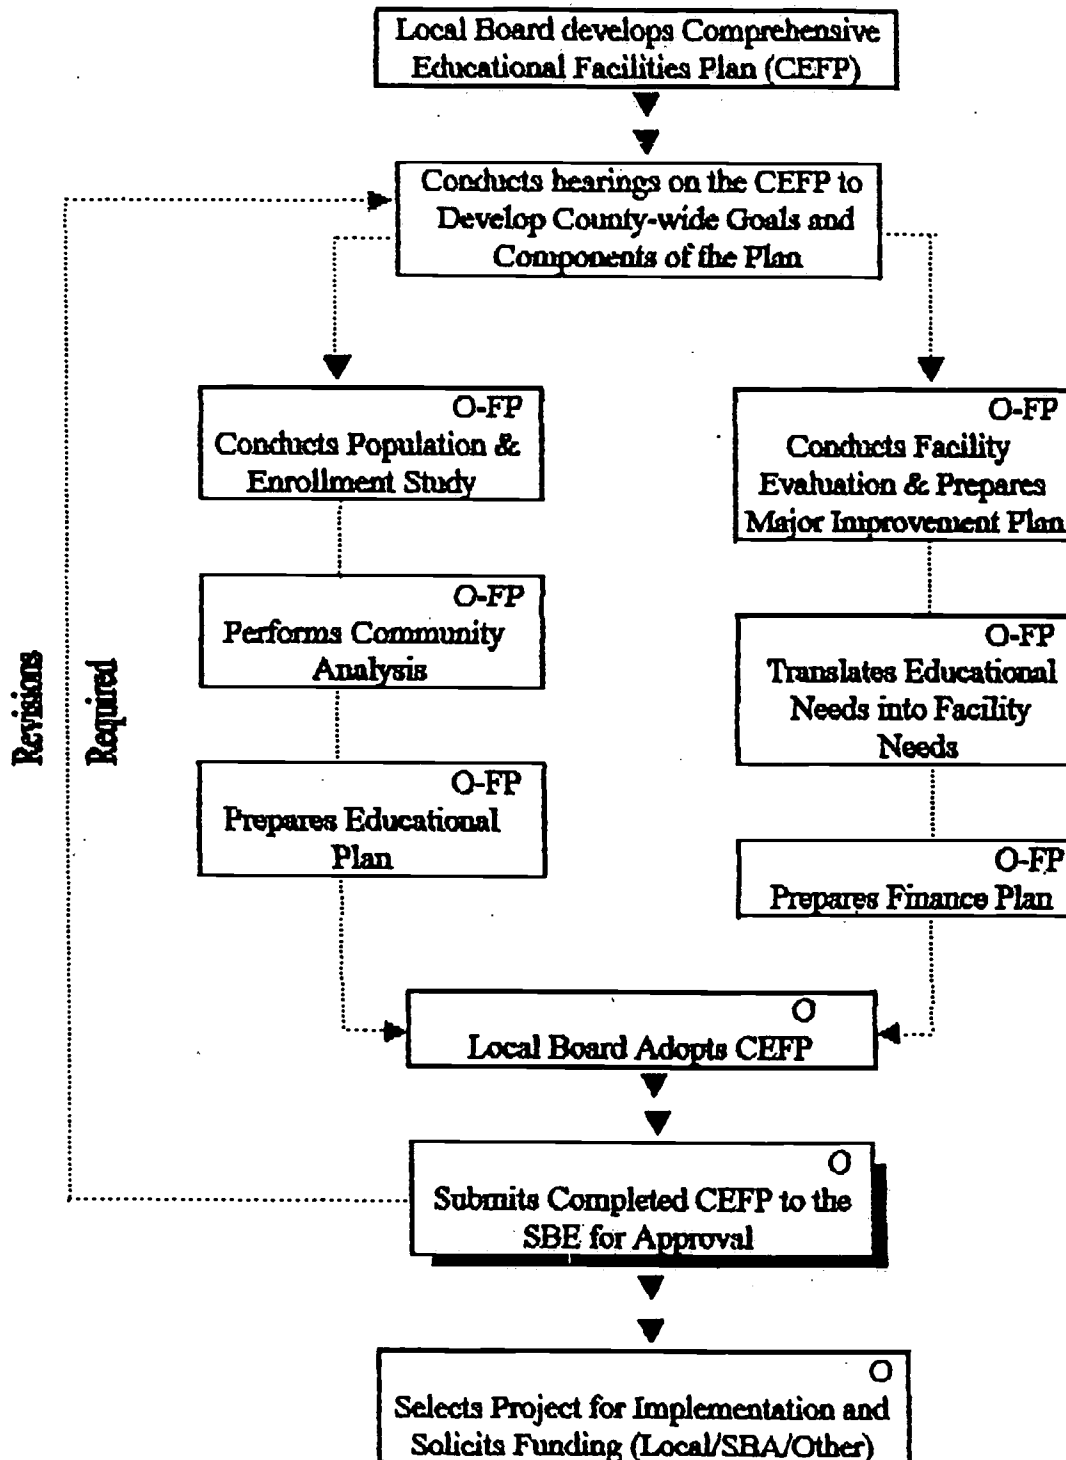 Local Board develops Comprehensive
Educational Facilities Plan (CEFP)
Conducts hearings on the CEFP to
Develop County-wide Goals and
Components of the Plan
O-FP
Conducts Population &
Enrollment Study
O-FP
Performs Community
Analysis
O-FP
Prepares Educational
Plan
O-FP
Conducts Facility
Evaluation & Prepares
Major Improvement Plan
O-FP
Translates Educational
Needs into Facility
Needs
O-FP
Prepares Finance Plan
Revisions
Required
O
Local Board Adopts CEFP
O
Submits Completed CEFP to the
SBE for Approval
O
Selects Project for Implementation and
Solicits Funding (Local/SBA/Other)